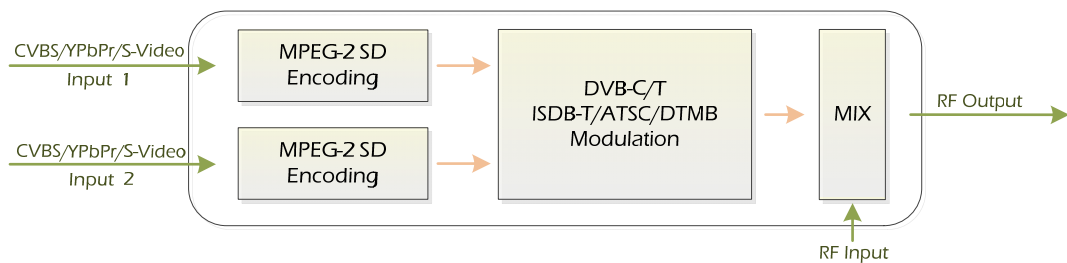 CVBS/YPbPr/S-Video
Input 1
MPEG-2 SD
Encoding
CVBS/YPbPr/S-Video
Input 2
MPEG-2 SD
Encoding
DVB-C/T
ISDB-T/ATSC/DTMB
Modulation
MIX
RF Output
RF Input